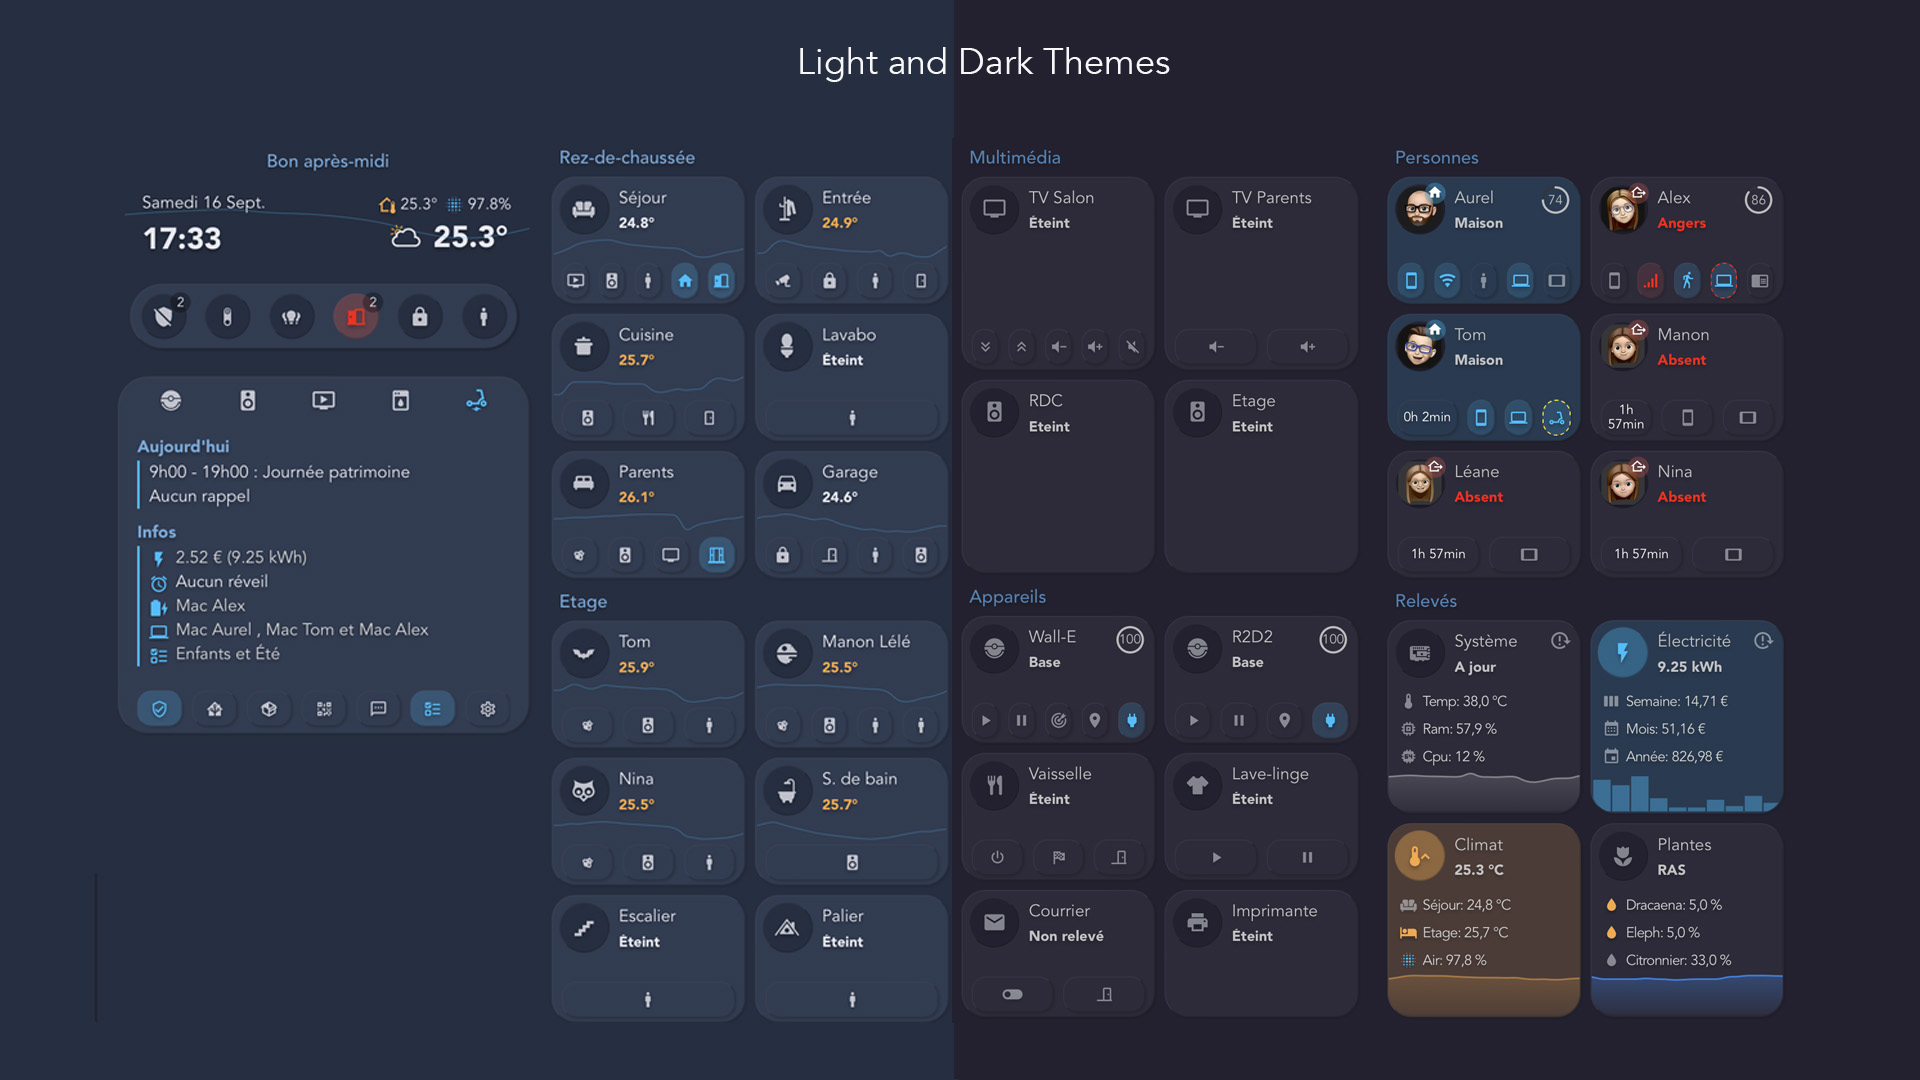 Light and Dark Themes
Bon après-midi
Samedi 16 Sept.
25.3° 97.8%
17:33
25.3°
2
2
Aujourd'hui
9h00 - 19h00 : Journée patrimoine
Aucun rappel
Infos
2.52 € (9.25 kWh)
Aucun réveil
Mac Alex
Mac Aurel , Mac Tom et Mac Alex
Enfants et Été
Rez-de-chaussée
Séjour
24.8°
Entrée
24.9°
Cuisine
25.7°
Lavabo
Éteint
Parents
26.1°
Garage
24.6°
Etage
Tom
25.9°
Manon Lélé
25.5°
Nina
25.5°
S. de bain
25.7°
Escalier
Éteint
Palier
Éteint
Multimédia
TV Salon
Éteint
TV Parents
Éteint
RDC
Eteint
Etage
Eteint
Appareils
Wall-E
Base
100
R2D2
Base
100
Vaisselle
Éteint
Lave-linge
Éteint
Courrier
Non relevé
Imprimante
Éteint
Personnes
Aurel
Maison
74
Alex
Angers
86
Tom
Maison
0h 2min
Manon
Absent
1h
57min
Léane
Absent
1h 57min
Nina
Absent
1h 57min
Relevés
Système
A jour
Temp: 38,0 °C
Ram: 57,9 %
Cpu: 12 %
Électricité
9.25 kWh
Semaine: 14,71 €
Mois: 51,16 €
Année: 826,98 €
Climat
25.3 °C
Séjour: 24,8 °C
Etage: 25,7 °C
Air: 97,8 %
Plantes
RAS
Dracaena: 5,0 %
Eleph: 5,0 %
Citronnier: 33,0 %